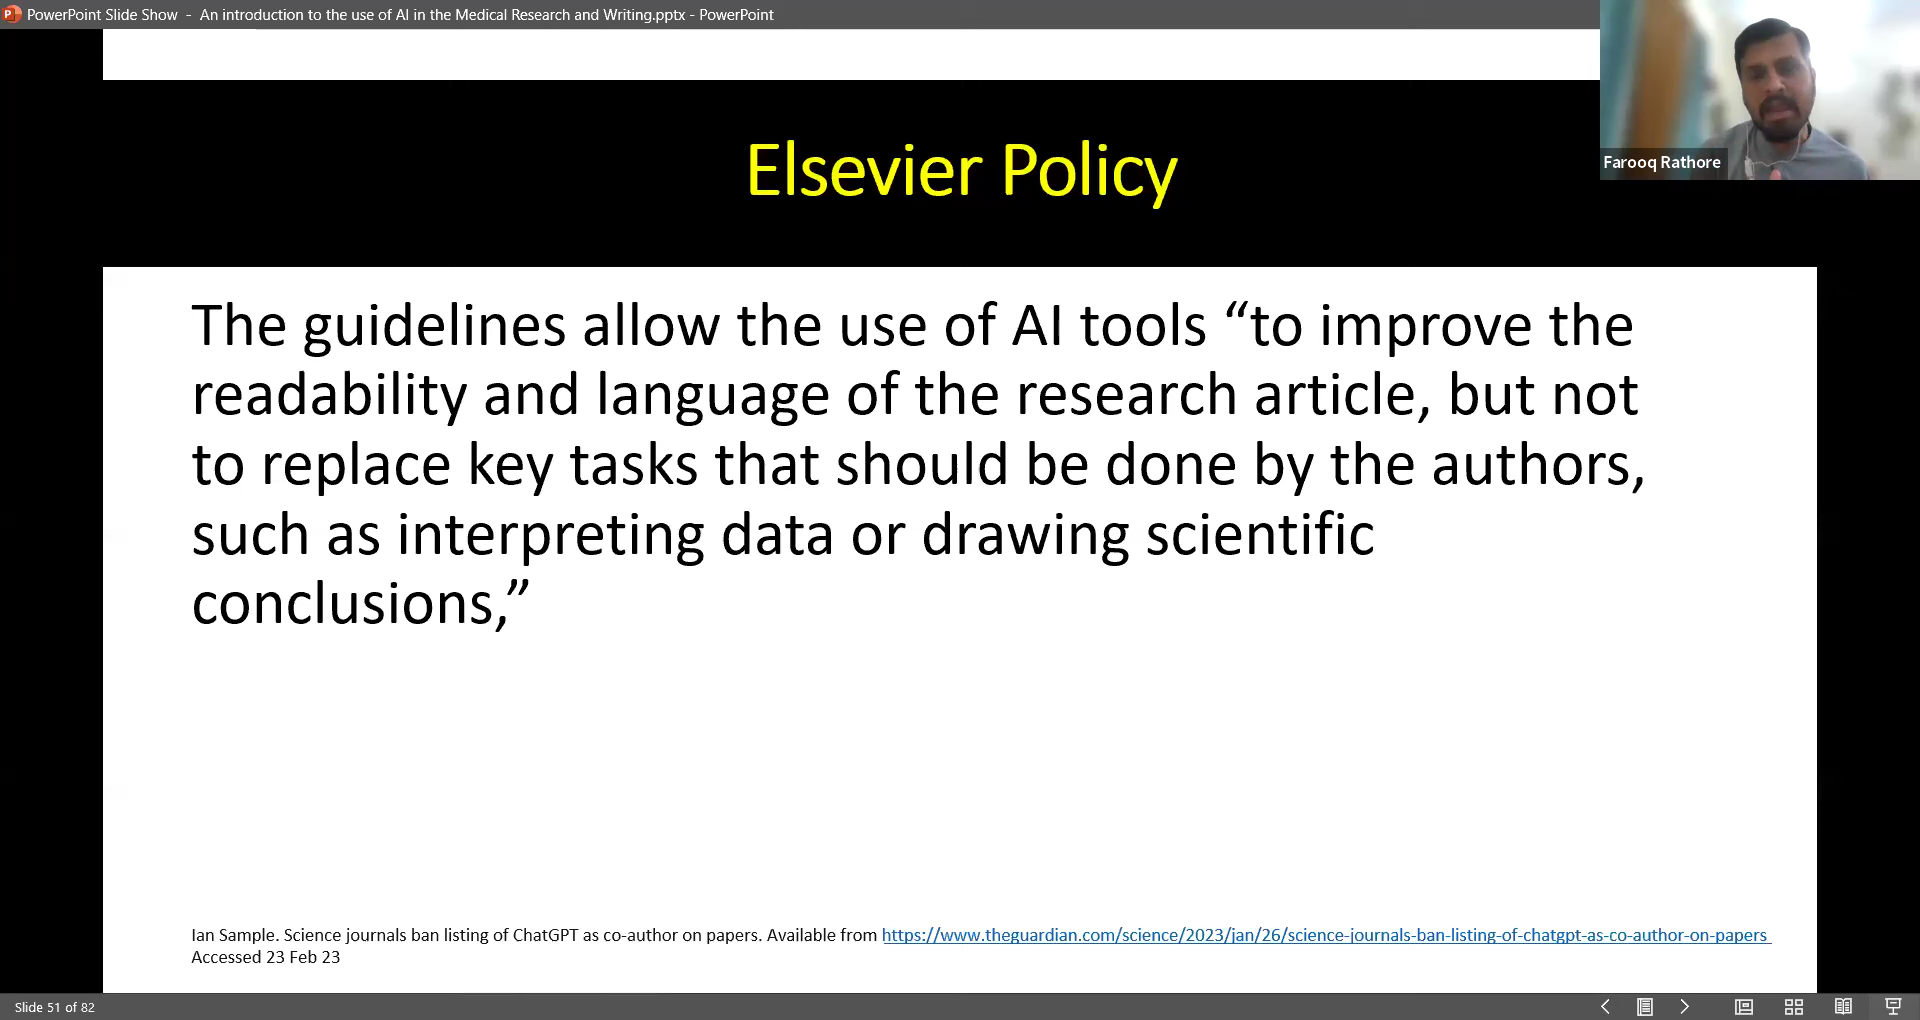 PowerPoint Slide Show - An introduction to the use of AI in the Medical Research and Writing.pptx - PowerPoint
Farooq Rathore
Elsevier Policy
The guidelines allow the use of AI tools “to improve the
readability and language of the research article, but not
to replace key tasks that should be done by the authors,
such as interpreting data or drawing scientific
conclusions,”
Ian Sample. Science journals ban listing of ChatGPT as co-author on papers. Available from https://www.theguardian.com/science/2023/jan/26/science-journals-ban-listing-of-chatgpt-as-co-author-on-papers
Accessed 23 Feb 23
Slide 51 of 82